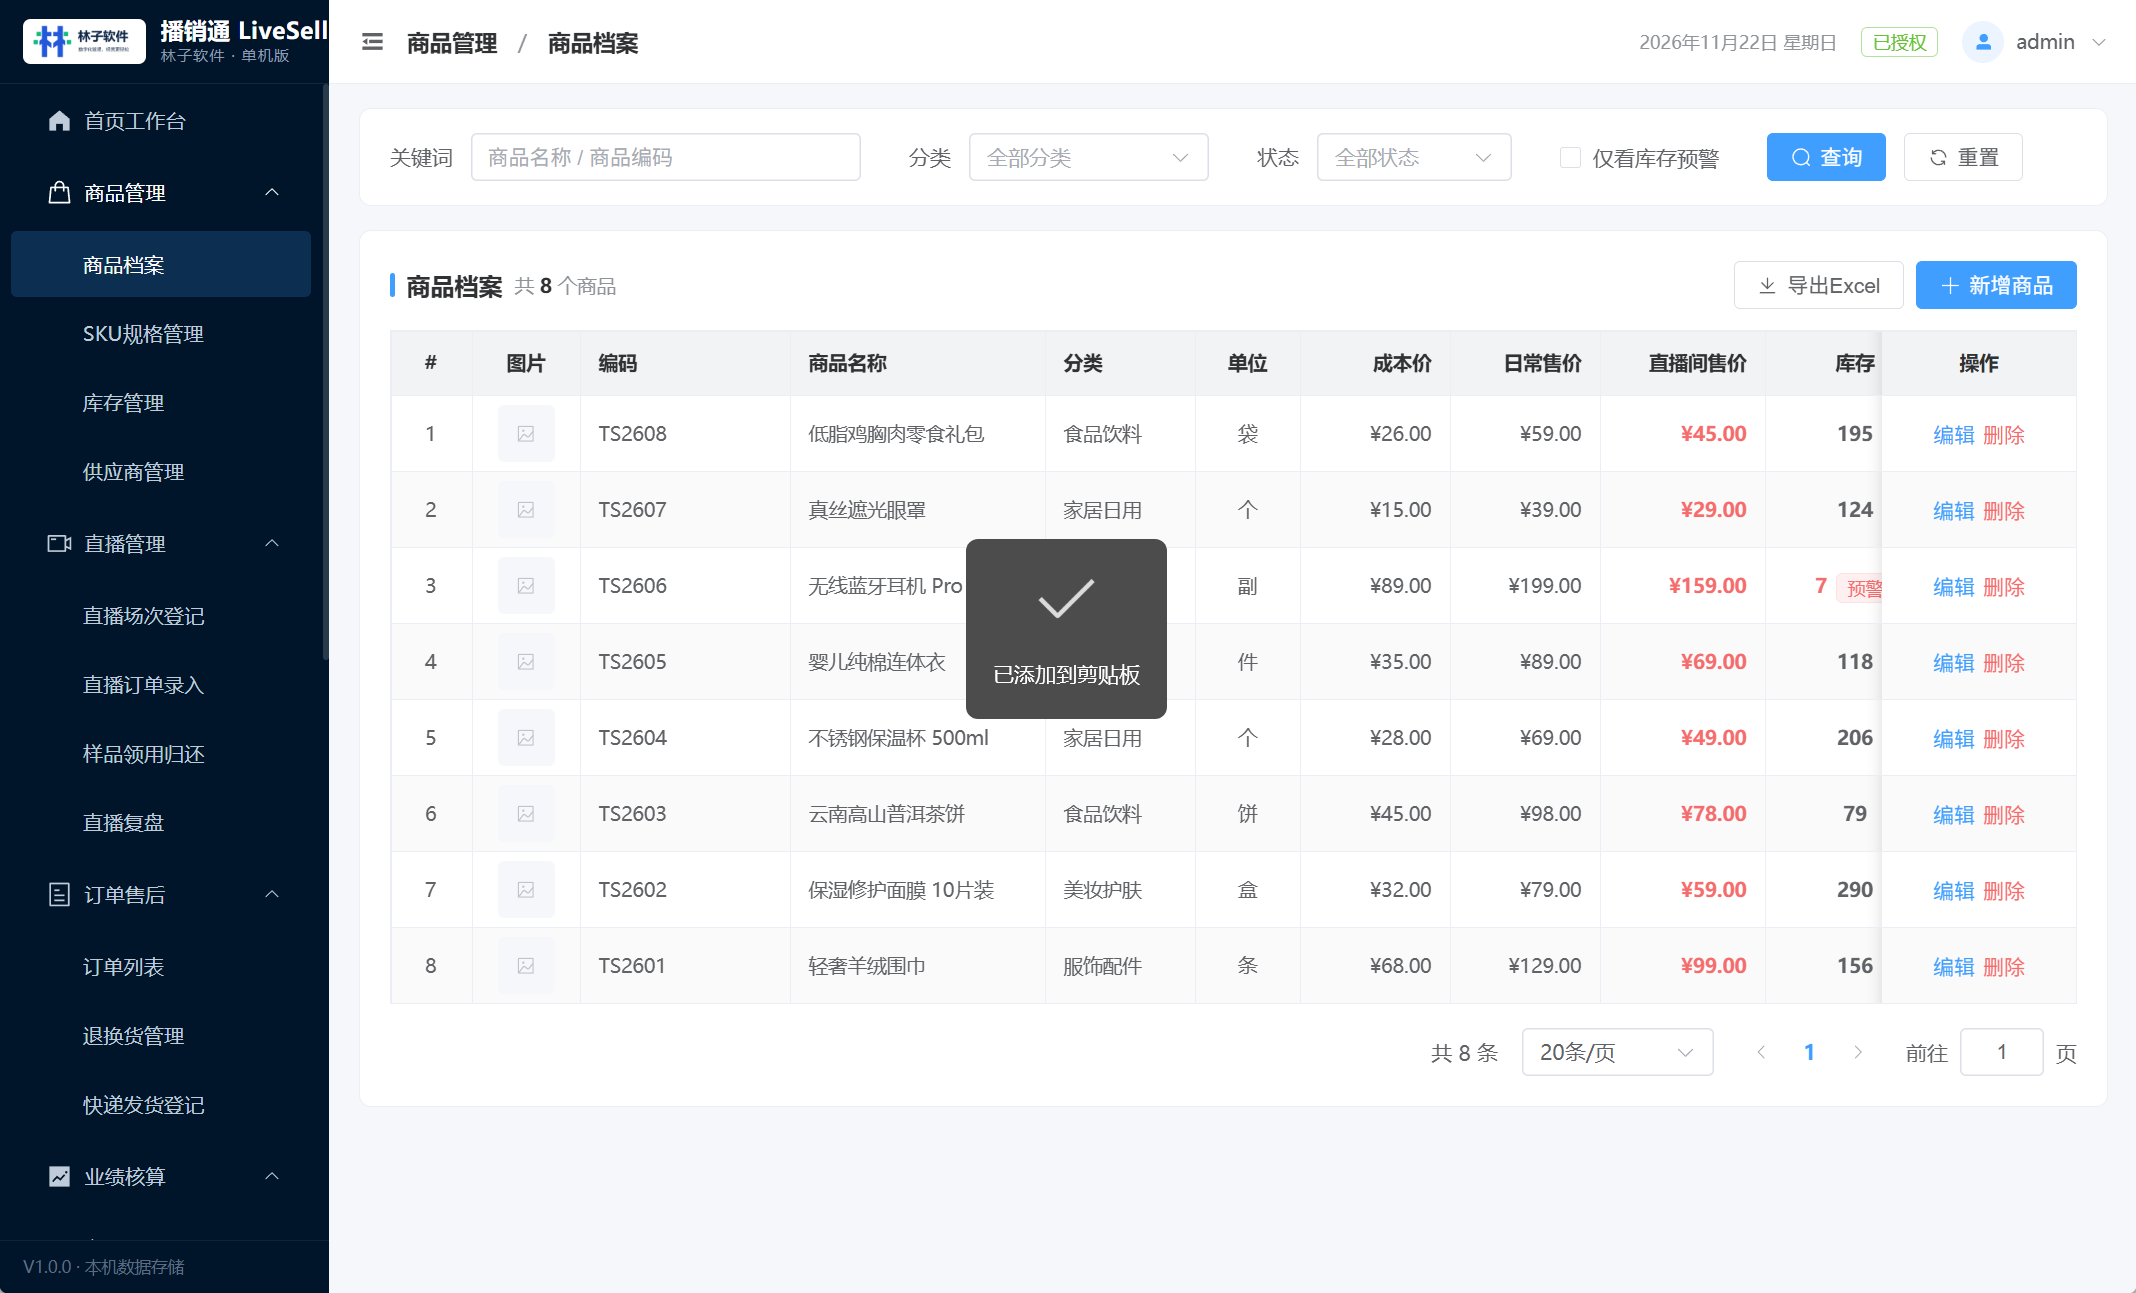 林子软件
播销通 LiveSell
林子软件 · 单机版
首页工作台
商品管理
商品档案
SKU规格管理
库存管理
供应商管理
直播管理
直播场次登记
直播订单录入
样品领用归还
直播复盘
订单售后
订单列表
退换货管理
快递发货登记
业绩核算
V1.0.0 · 本机数据存储
商品管理 / 商品档案
2026年11月22日 星期日 已授权 admin
关键词 商品名称 / 商品编码 分类 全部分类 状态 全部状态 仅看库存预警 查询 重置
商品档案 共 8 个商品 导出Excel 新增商品
# 图片 编码 商品名称 分类 单位 成本价 日常售价 直播间售价 库存 操作
1 TS2608 低脂鸡胸肉零食礼包 食品饮料 袋 ¥26.00 ¥59.00 ¥45.00 195 编辑 删除
2 TS2607 真丝遮光眼罩 家居日用 个 ¥15.00 ¥39.00 ¥29.00 124 编辑 删除
3 TS2606 无线蓝牙耳机 Pro 副 ¥89.00 ¥199.00 ¥159.00 7 预警 编辑 删除
4 TS2605 婴儿纯棉连体衣 件 ¥35.00 ¥89.00 ¥69.00 118 编辑 删除
已添加到剪贴板
5 TS2604 不锈钢保温杯 500ml 家居日用 个 ¥28.00 ¥69.00 ¥49.00 206 编辑 删除
6 TS2603 云南高山普洱茶饼 食品饮料 饼 ¥45.00 ¥98.00 ¥78.00 79 编辑 删除
7 TS2602 保湿修护面膜 10片装 美妆护肤 盒 ¥32.00 ¥79.00 ¥59.00 290 编辑 删除
8 TS2601 轻奢羊绒围巾 服饰配件 条 ¥68.00 ¥129.00 ¥99.00 156 编辑 删除
共 8 条 20条/页 1 前往 1 页